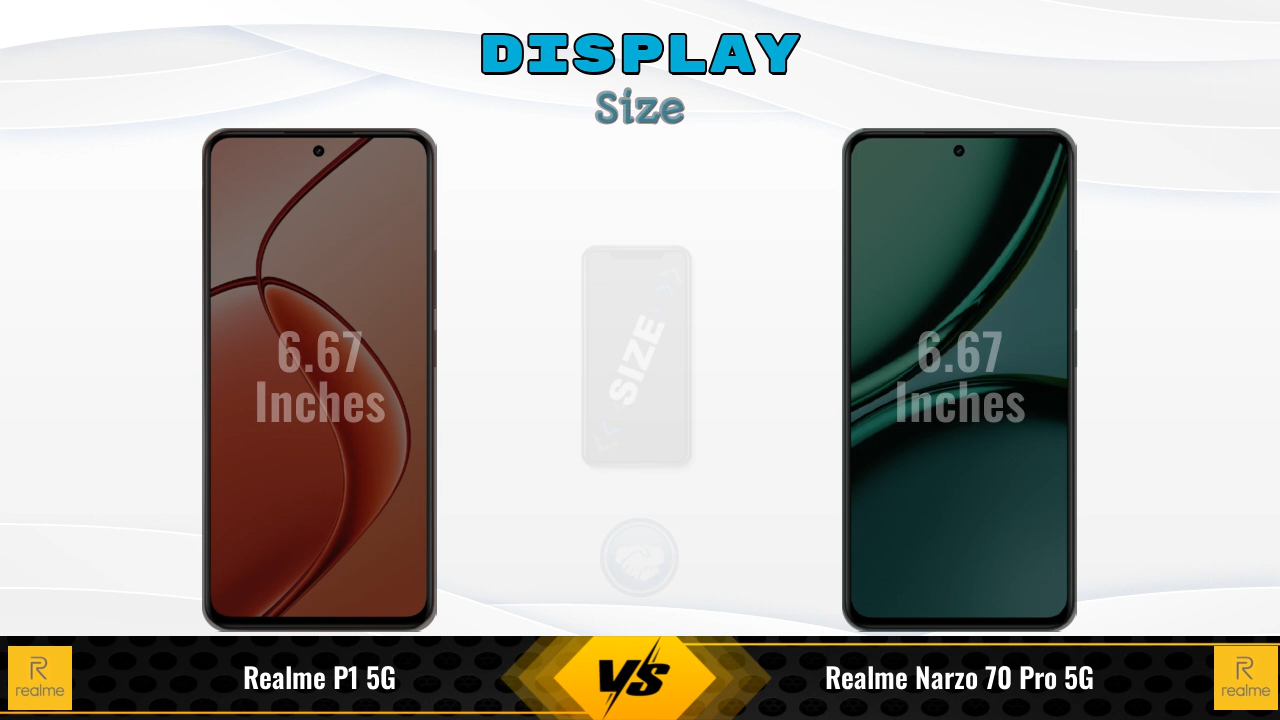 DISPLAY
Size
6.67
Inches
SIZE
6.67
Inches
R
realme
Realme P1 5G
VS
Realme Narzo 70 Pro 5G
R
realme